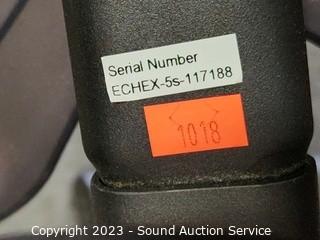 Serial Number
ECHEX-5s-117188
1018
Copyright 2023 - Sound Auction Service